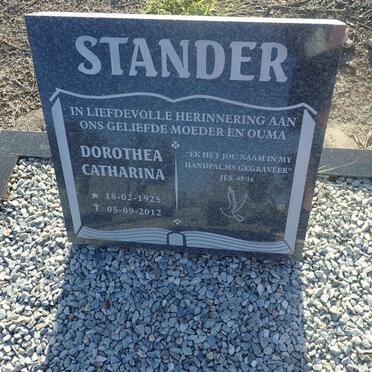 STANDER
IN LIEFDEVOLLE HERINNERING AAN
ONS GELIEFDE MOEDER EN OUMA
DOROTHEA
CATHARINA
★ 18-02-1925
✝ 05-09-2012
"EK HET JOU NAAM IN MY
HANDPALMS GEGRAVEER"
JES. 49:16